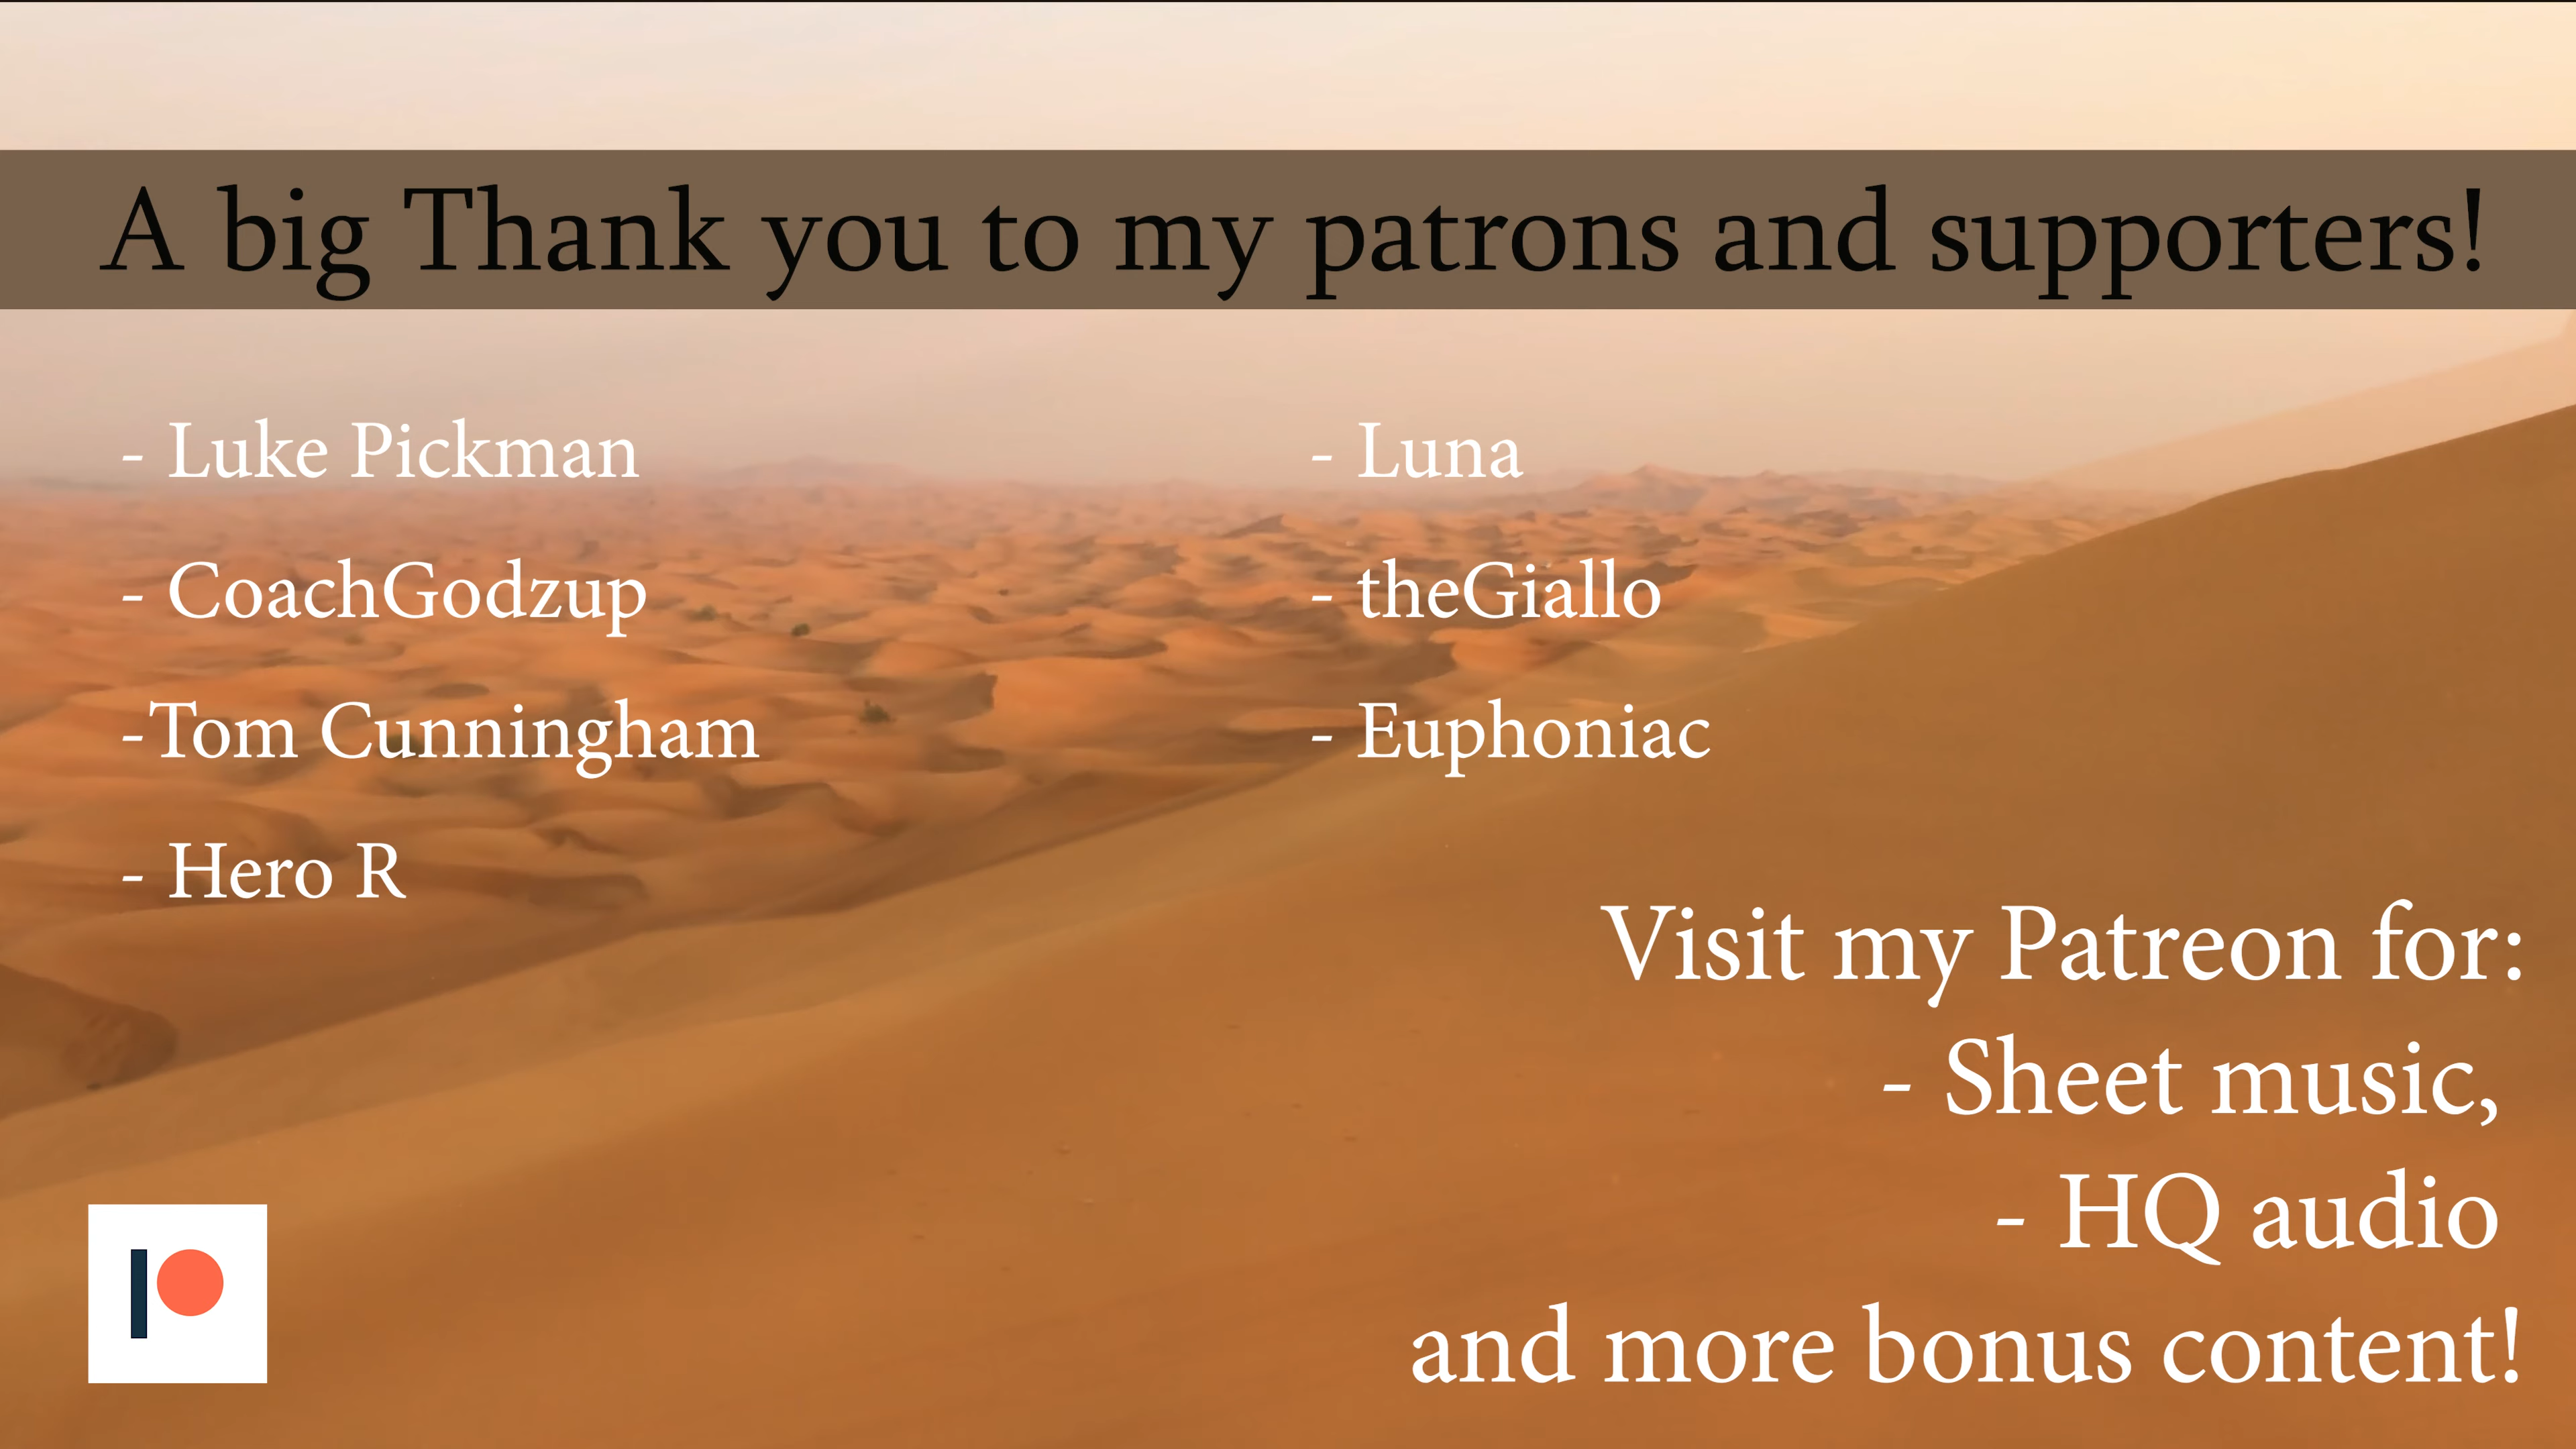 A big Thank you to my patrons and supporters!
- Luke Pickman
- CoachGodzup
-Tom Cunningham
- Hero R
- Luna
- theGiallo
- Euphoniac
Visit my Patreon for:
- Sheet music,
- HQ audio
and more bonus content!